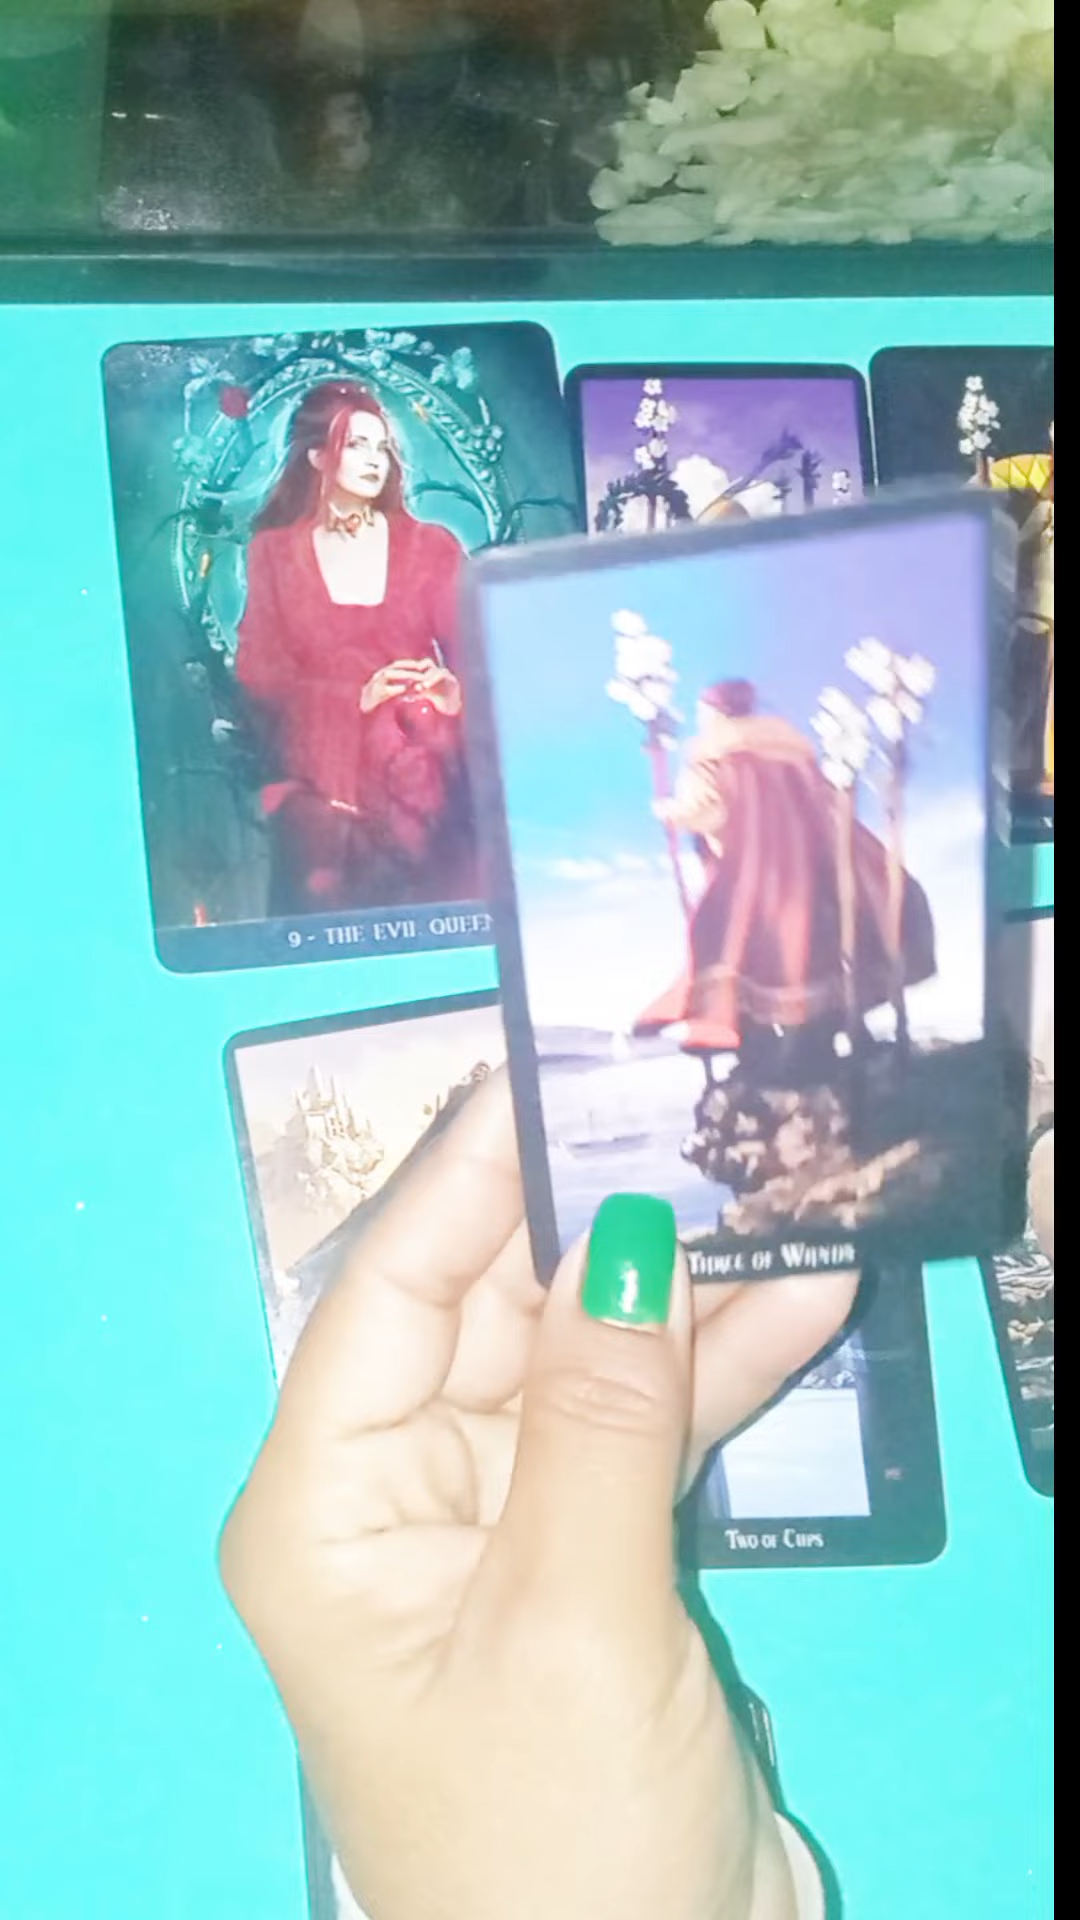 9 - THE EVIL QUEEN
THREE OF WANDS
TWO OF CUPS